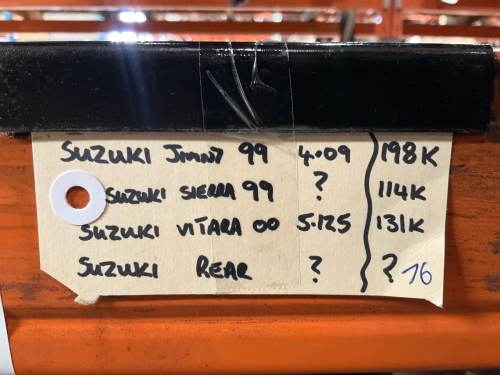 SUZUKI JIMNY 99 4.09 198K
SUZUKI SIERRA 99 ? 114K
SUZUKI VITARA 00 5.125 131K
SUZUKI REAR ? ? 16